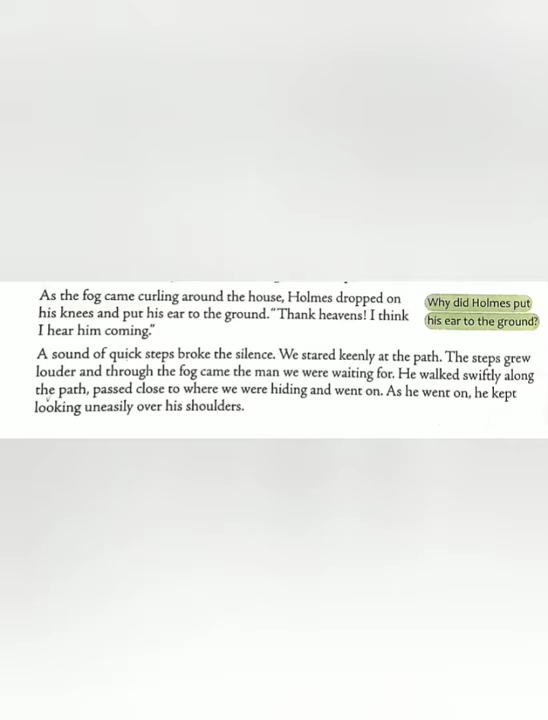 As the fog came curling around the house, Holmes dropped on
his knees and put his ear to the ground. "Thank heavens! I think
I hear him coming."
Why did Holmes put
his ear to the ground?
A sound of quick steps broke the silence. We stared keenly at the path. The steps grew
louder and through the fog came the man we were waiting for. He walked swiftly along
the path, passed close to where we were hiding and went on. As he went on, he kept
looking uneasily over his shoulders.